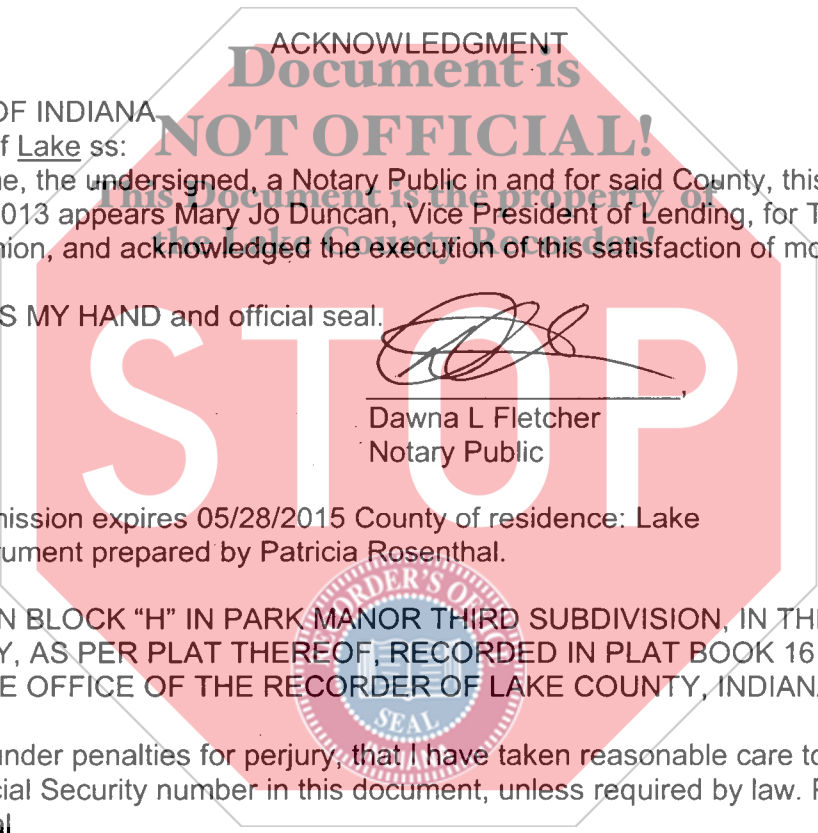 ACKNOWLEDGMENT
Document is
OF INDIANA
NOT OFFICIAL!
f Lake ss:
e, the undersigned, a Notary Public in and for said County, this
This Document is the property of
013 appears Mary Jo Duncan, Vice President of Lending, for T
the Lake County Recorder!
nion, and acknowledged the execution of this satisfaction of mo
S MY HAND and official seal.
STOP
Dawna L Fletcher
Notary Public
nission expires 05/28/2015 County of residence: Lake
rument prepared by Patricia Rosenthal.
RECORDER'S OFFICE
N BLOCK “H” IN PARK MANOR THIRD SUBDIVISION, IN THE
Y, AS PER PLAT THEREOF, RECORDED IN PLAT BOOK 16
E OFFICE OF THE RECORDER OF LAKE COUNTY, INDIANA
SEAL
INDIANA
under penalties for perjury, that I have taken reasonable care to
cial Security number in this document, unless required by law. F
al